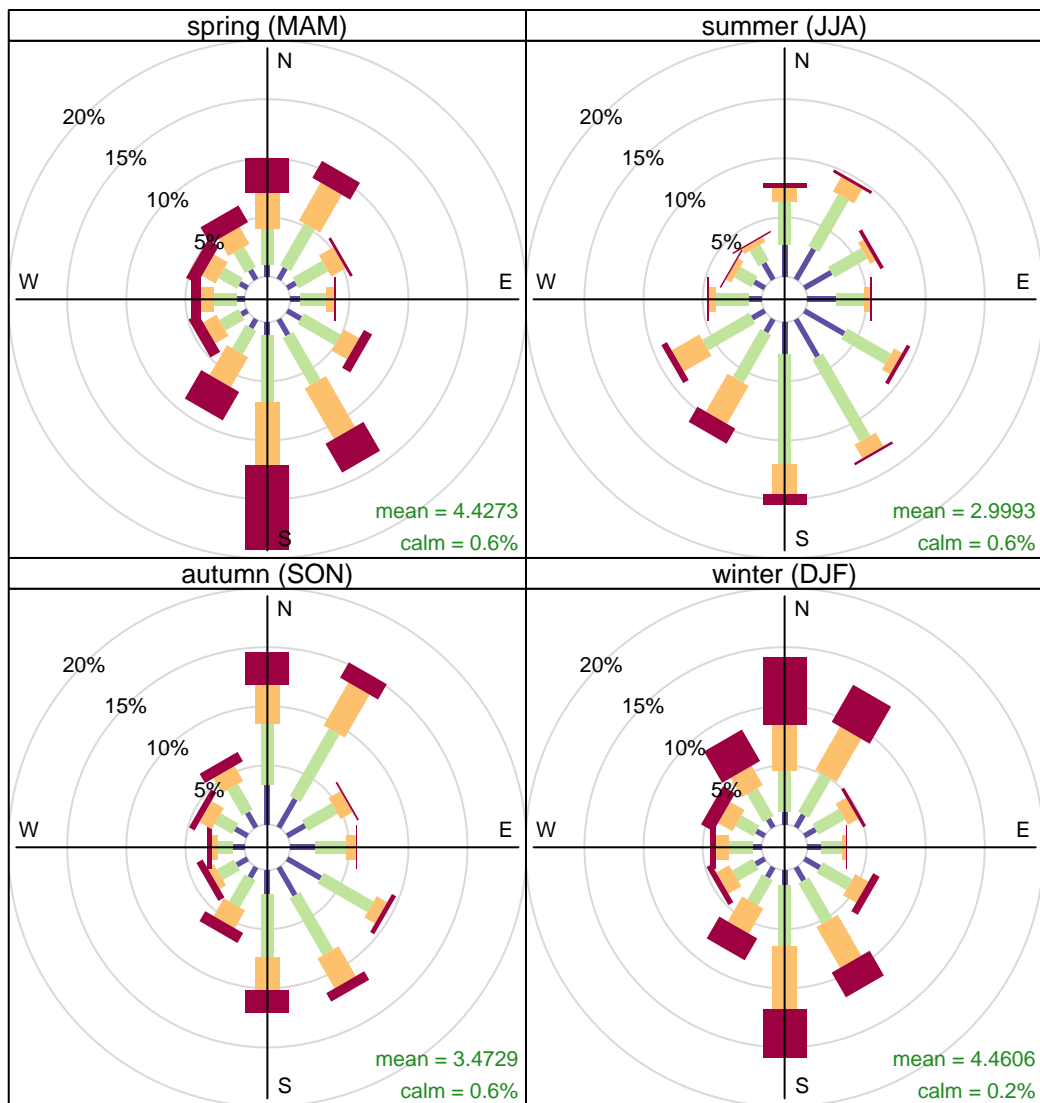 spring (MAM)
N
20%
15%
10%
5%
W
E
S
mean = 4.4273
calm = 0.6%
summer (JJA)
N
20%
15%
10%
5%
W
E
S
mean = 2.9993
calm = 0.6%
autumn (SON)
N
20%
15%
10%
5%
W
E
S
mean = 3.4729
calm = 0.6%
winter (DJF)
N
20%
15%
10%
5%
W
E
S
mean = 4.4606
calm = 0.2%